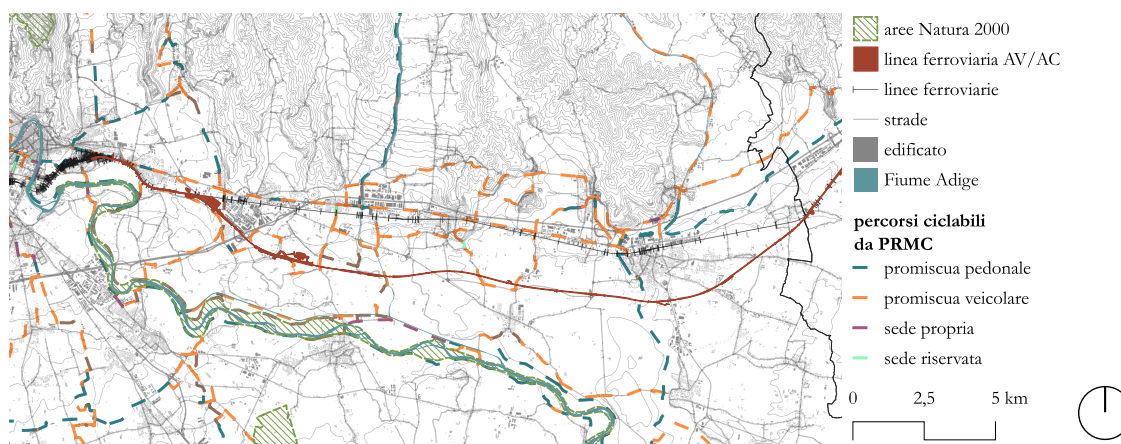 aree Natura 2000
linea ferroviaria AV/AC
linee ferroviarie
strade
edificato
Fiume Adige
percorsi ciclabili
da PRMC
promiscua pedonale
promiscua veicolare
sede propria
sede riservata
0 2,5 5 km